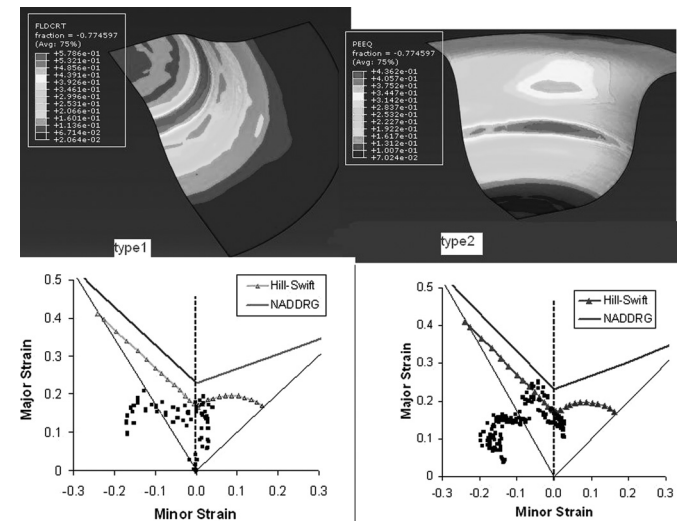 FLDCRT
fraction = -0.774597
(Avg: 75%)
+5.786e-01
+5.321e-01
+4.856e-01
+4.391e-01
+3.926e-01
+3.461e-01
+2.996e-01
+2.531e-01
+2.066e-01
+1.601e-01
+1.136e-01
+6.714e-02
+2.064e-02
type1
PEEQ
fraction = -0.774597
(Avg: 75%)
+4.362e-01
+4.057e-01
+3.752e-01
+3.447e-01
+3.142e-01
+2.837e-01
+2.532e-01
+2.227e-01
+1.922e-01
+1.617e-01
+1.312e-01
+1.007e-01
+7.024e-02
type2
Hill-Swift
NADDRG
Major Strain
0.5
0.4
0.3
0.2
0.1
0
-0.3 -0.2 -0.1 0.0 0.1 0.2 0.3
Minor Strain
Hill-Swift
NADDRG
Major Strain
0.5
0.4
0.3
0.2
0.1
0
-0.3 -0.2 -0.1 0.0 0.1 0.2 0.3
Minor Strain